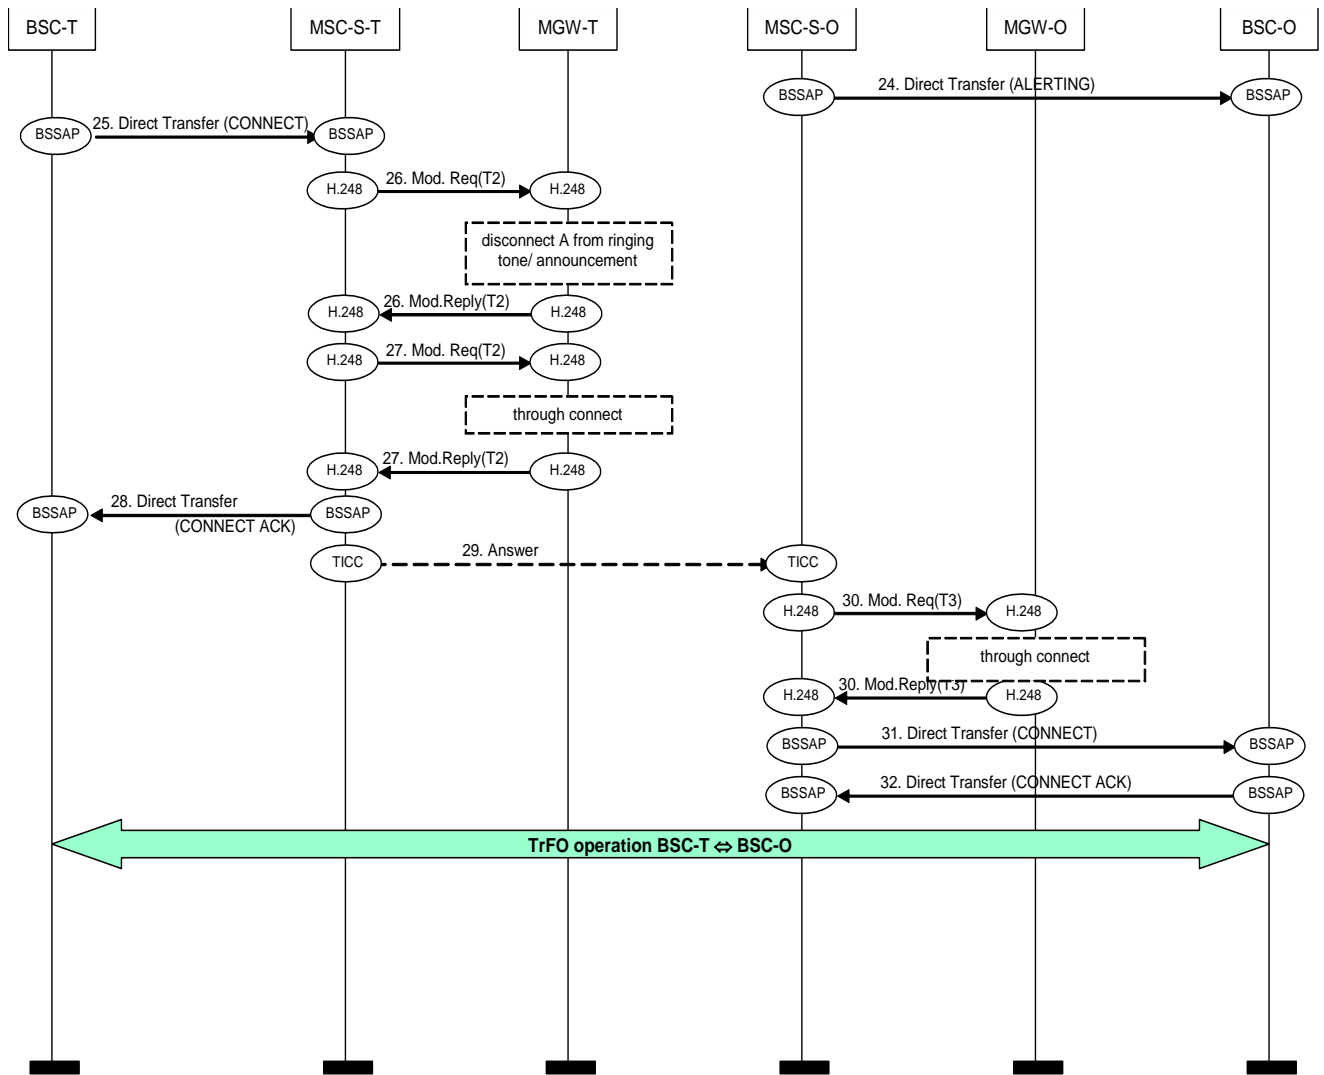 BSC-T
MSC-S-T
MGW-T
MSC-S-O
MGW-O
BSC-O
BSSAP
24. Direct Transfer (ALERTING)
BSSAP
BSSAP
25. Direct Transfer (CONNECT)
BSSAP
H.248
26. Mod. Req(T2)
H.248
disconnect A from ringing
tone/ announcement
H.248
26. Mod.Reply(T2)
H.248
H.248
27. Mod. Req(T2)
H.248
through connect
H.248
27. Mod.Reply(T2)
H.248
BSSAP
28. Direct Transfer
(CONNECT ACK)
BSSAP
TICC
29. Answer
TICC
H.248
30. Mod. Req(T3)
H.248
through connect
H.248
30. Mod.Reply(T3)
H.248
BSSAP
31. Direct Transfer (CONNECT)
BSSAP
BSSAP
32. Direct Transfer (CONNECT ACK)
BSSAP
TrFO operation BSC-T ⇔ BSC-O